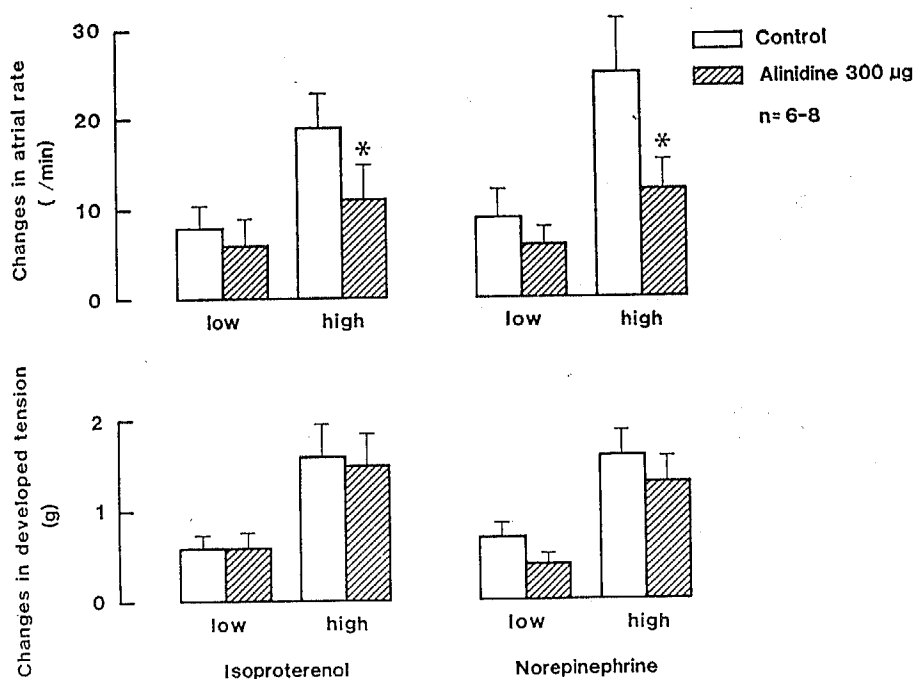 Changes in atrial rate
( /min)
30
20
10
0
*
*
low
high
low
high
Control
Alinidine 300 µg
n= 6-8
Changes in developed tension
(g)
2
1
0
low
high
low
high
Isoproterenol
Norepinephrine